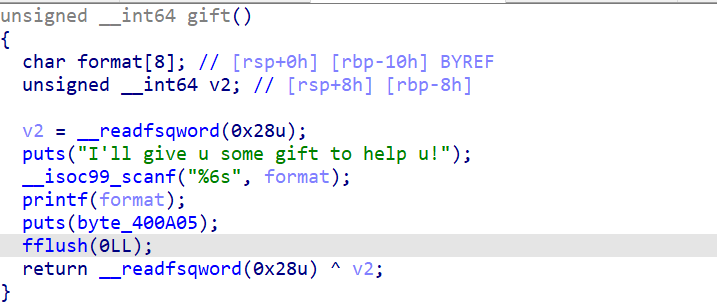 unsigned __int64 gift()
{
char format[8]; // [rsp+0h] [rbp-10h] BYREF
unsigned __int64 v2; // [rsp+8h] [rbp-8h]
v2 = __readfsqword(0x28u);
puts("I'll give u some gift to help u!");
__isoc99_scanf("%6s", format);
printf(format);
puts(byte_400A05);
fflush(0LL);
return __readfsqword(0x28u) ^ v2;
}